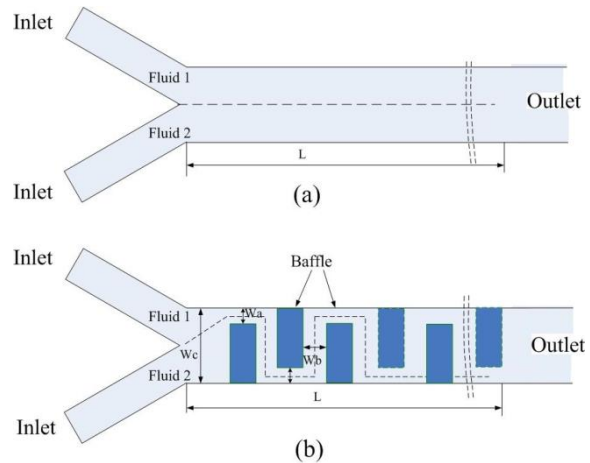 Inlet
Fluid 1
Outlet
Fluid 2
L
Inlet
(a)
Baffle
Inlet
Fluid 1
Wa
Wc
Wb
Outlet
Fluid 2
L
Inlet
(b)